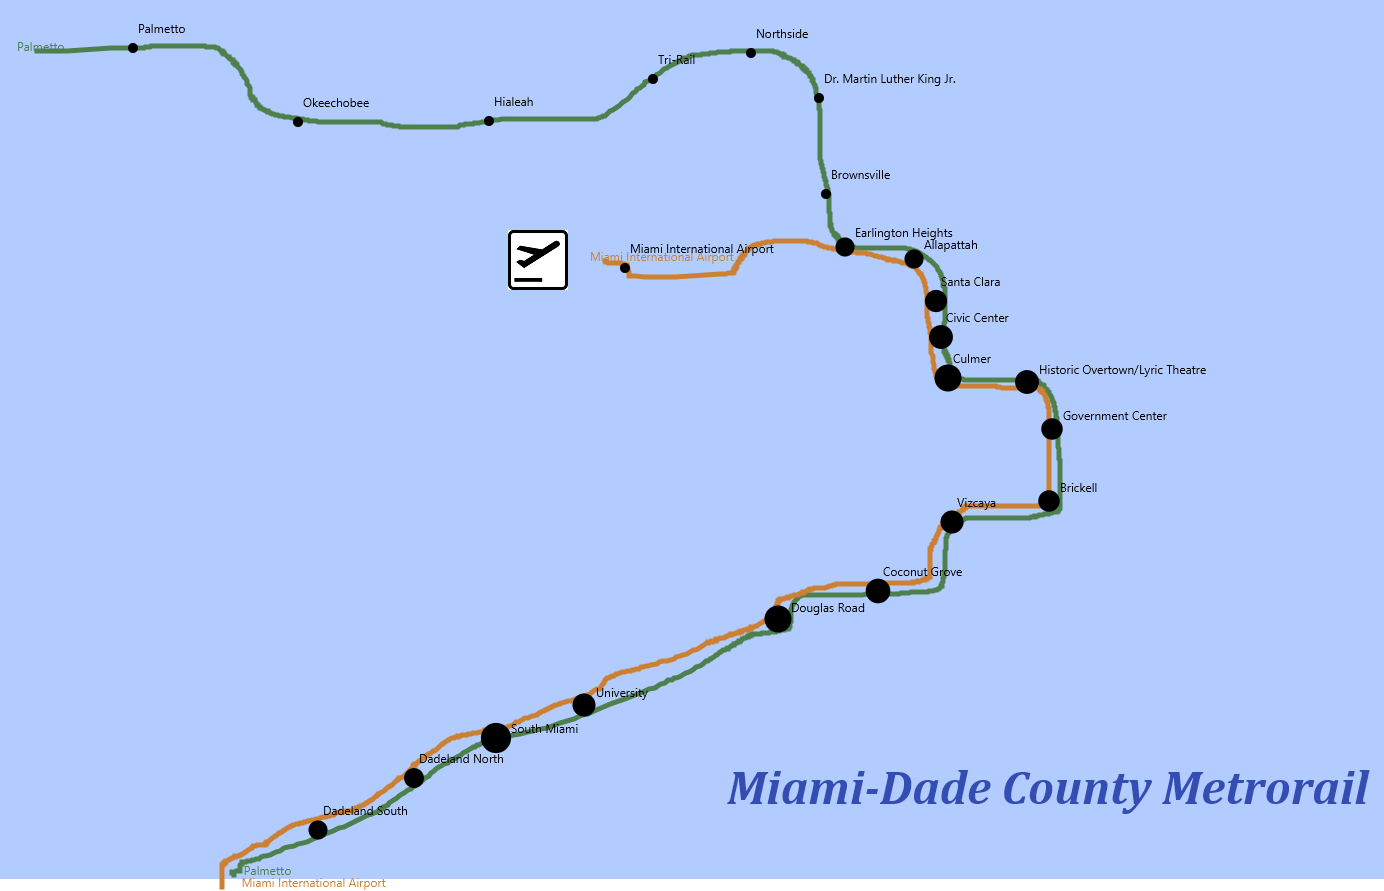 Palmetto
Palmetto
Northside
Tri-Rail
Dr. Martin Luther King Jr.
Okeechobee
Hialeah
Brownsville
Earlington Heights
Allapattah
Miami International Airport
Miami International Airport
Santa Clara
Civic Center
Culmer
Historic Overtown/Lyric Theatre
Government Center
Brickell
Vizcaya
Coconut Grove
Douglas Road
University
South Miami
Dadeland North
Miami-Dade County Metrorail
Dadeland South
Palmetto
Miami International Airport